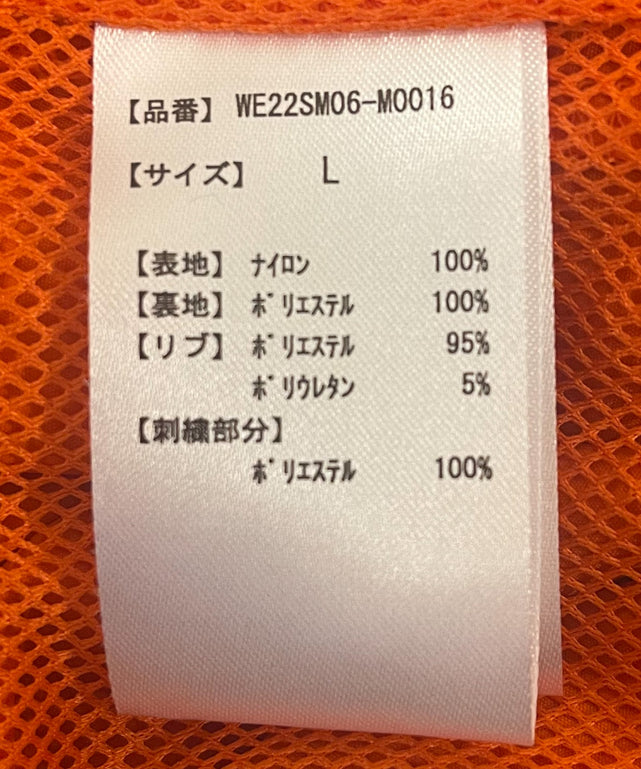 【品番】 WE22SM06-M0016
【サイズ】 L
【表地】 ナイロン 100%
【裏地】 ポリエステル 100%
【リブ】 ポリエステル 95%
ポリウレタン 5%
【刺繍部分】
ポリエステル 100%